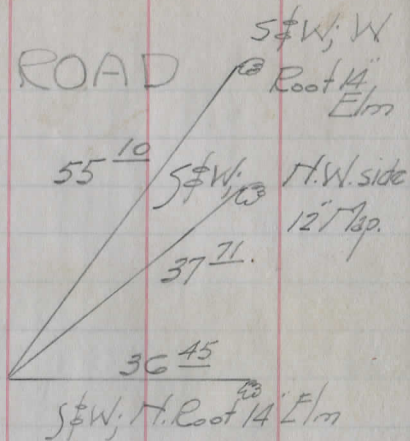 S&W; W.
ROAD
Root 14"
Elm
55 10
S&W; N.W. side
12" Map.
37 71.
36 45
S&W; N. Root 14" Elm